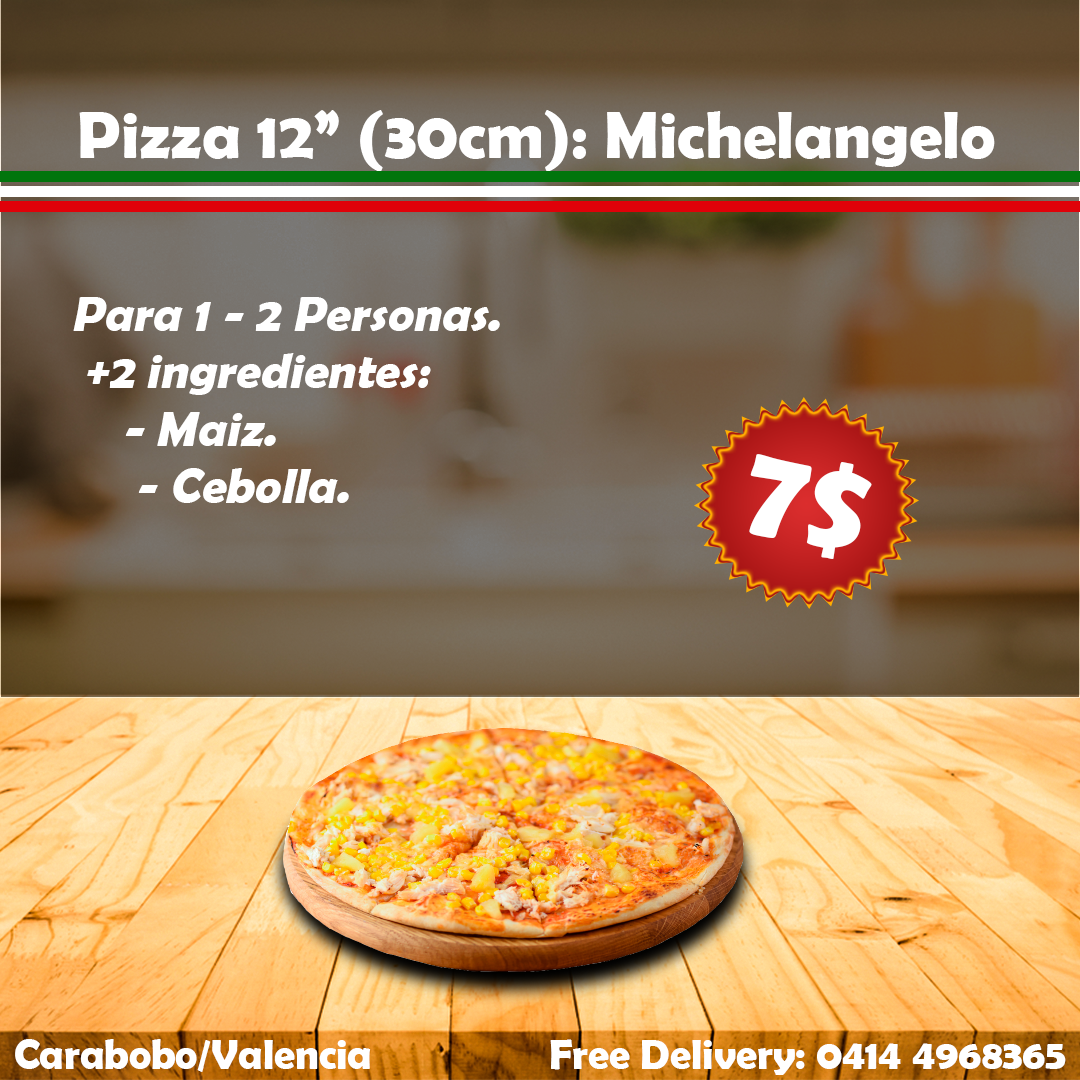 Pizza 12” (30cm): Michelangelo
Para 1 - 2 Personas.
+2 ingredientes:
- Maiz.
- Cebolla.
7$
Carabobo/Valencia
Free Delivery: 0414 4968365